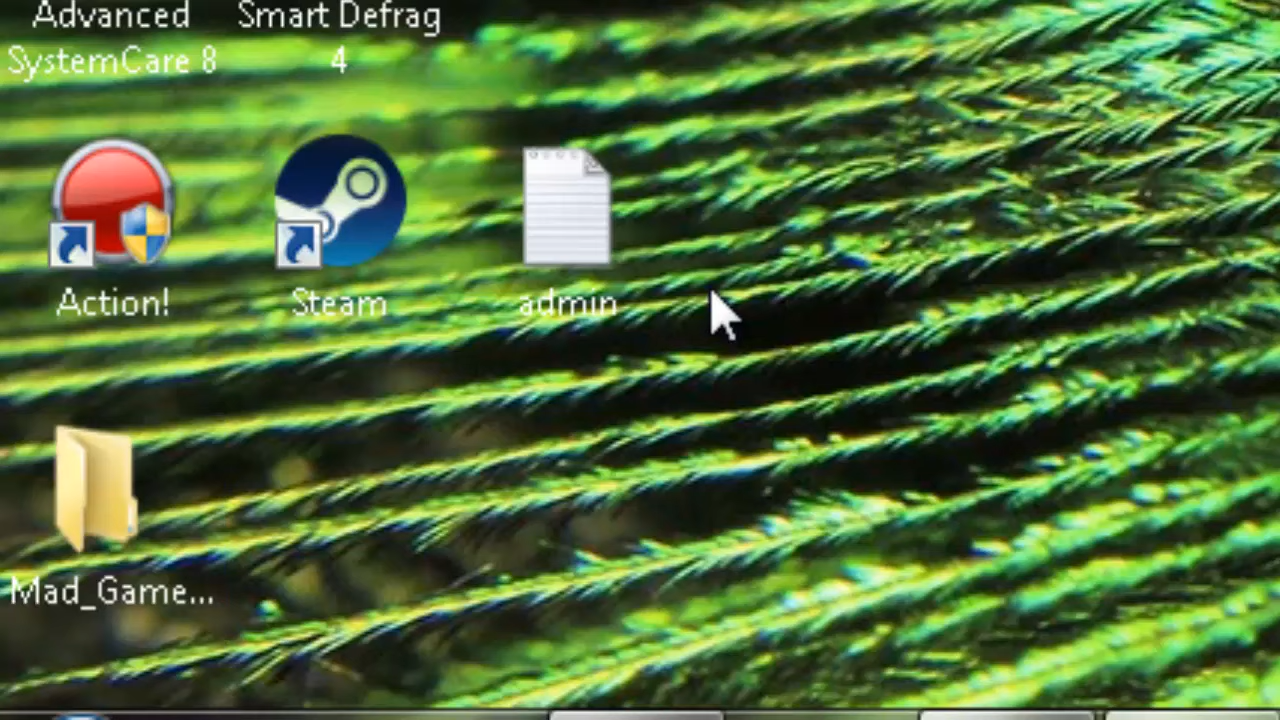 Advanced
SystemCare 8
Smart Defrag
4
Action!
Steam
admin
Mad_Game...